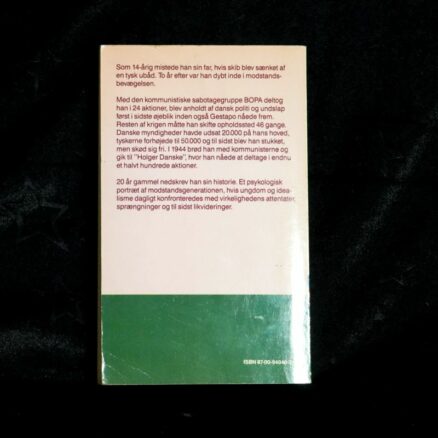 Som 14-årig mistede han sin far, hvis skib blev sænket af
en tysk ubåd. To år efter var han dybt inde i modstands-
bevægelsen.
Med den kommunistiske sabotagegruppe BOPA deltog
han i 24 aktioner, blev anholdt af dansk politi og undslap
først i sidste øjeblik inden også Gestapo nåede frem.
Resten af krigen måtte han skifte opholdssted 46 gange.
Danske myndigheder havde udsat 20.000 på hans hoved,
tyskerne forhøjede til 50.000 og til sidst blev han stukket,
men skød sig fri. I 1944 brød han med kommunisterne og
gik til "Holger Danske", hvor han nåede at deltage i endnu
et halvt hundrede aktioner.
20 år gammel nedskrev han sin historie. Et psykologisk
portræt af modstandsgenerationen, hvis ungdom og idea-
lisme dagligt konfronteredes med virkelighedens attentater,
sprængninger og til sidst likvideringer.
ISBN 87-00-